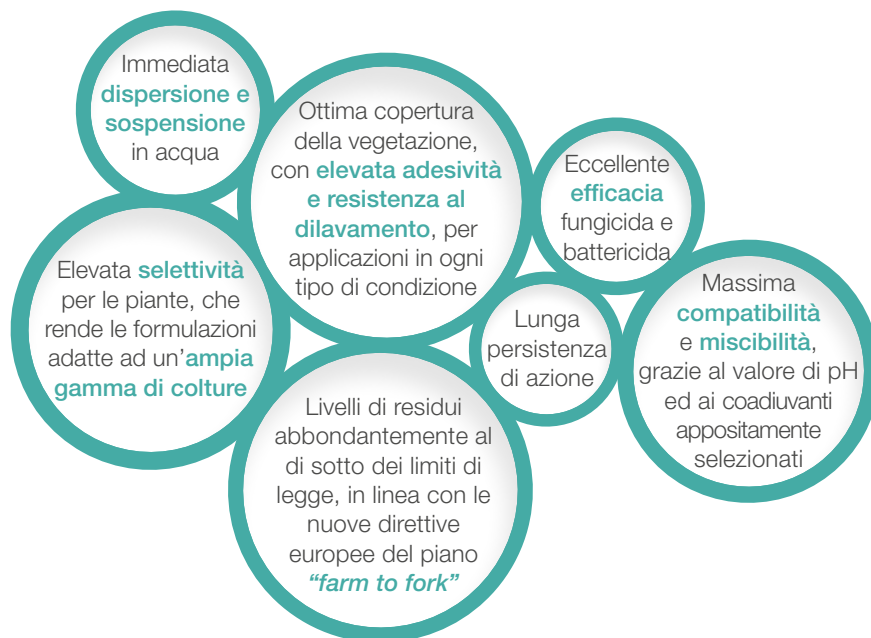 Immediata
dispersione e
sospensione
in acqua
Ottima copertura
della vegetazione,
con elevata adesività
e resistenza al
dilavamento, per
applicazioni in ogni
tipo di condizione
Eccellente
efficacia
fungicida e
battericida
Elevata selettività
per le piante, che
rende le formulazioni
adatte ad un'ampia
gamma di colture
Lunga
persistenza
di azione
Massima
compatibilità
e miscibilità,
grazie al valore di pH
ed ai coadiuvanti
appositamente
selezionati
Livelli di residui
abbondantemente al
di sotto dei limiti di
legge, in linea con le
nuove direttive
europee del piano
“farm to fork”